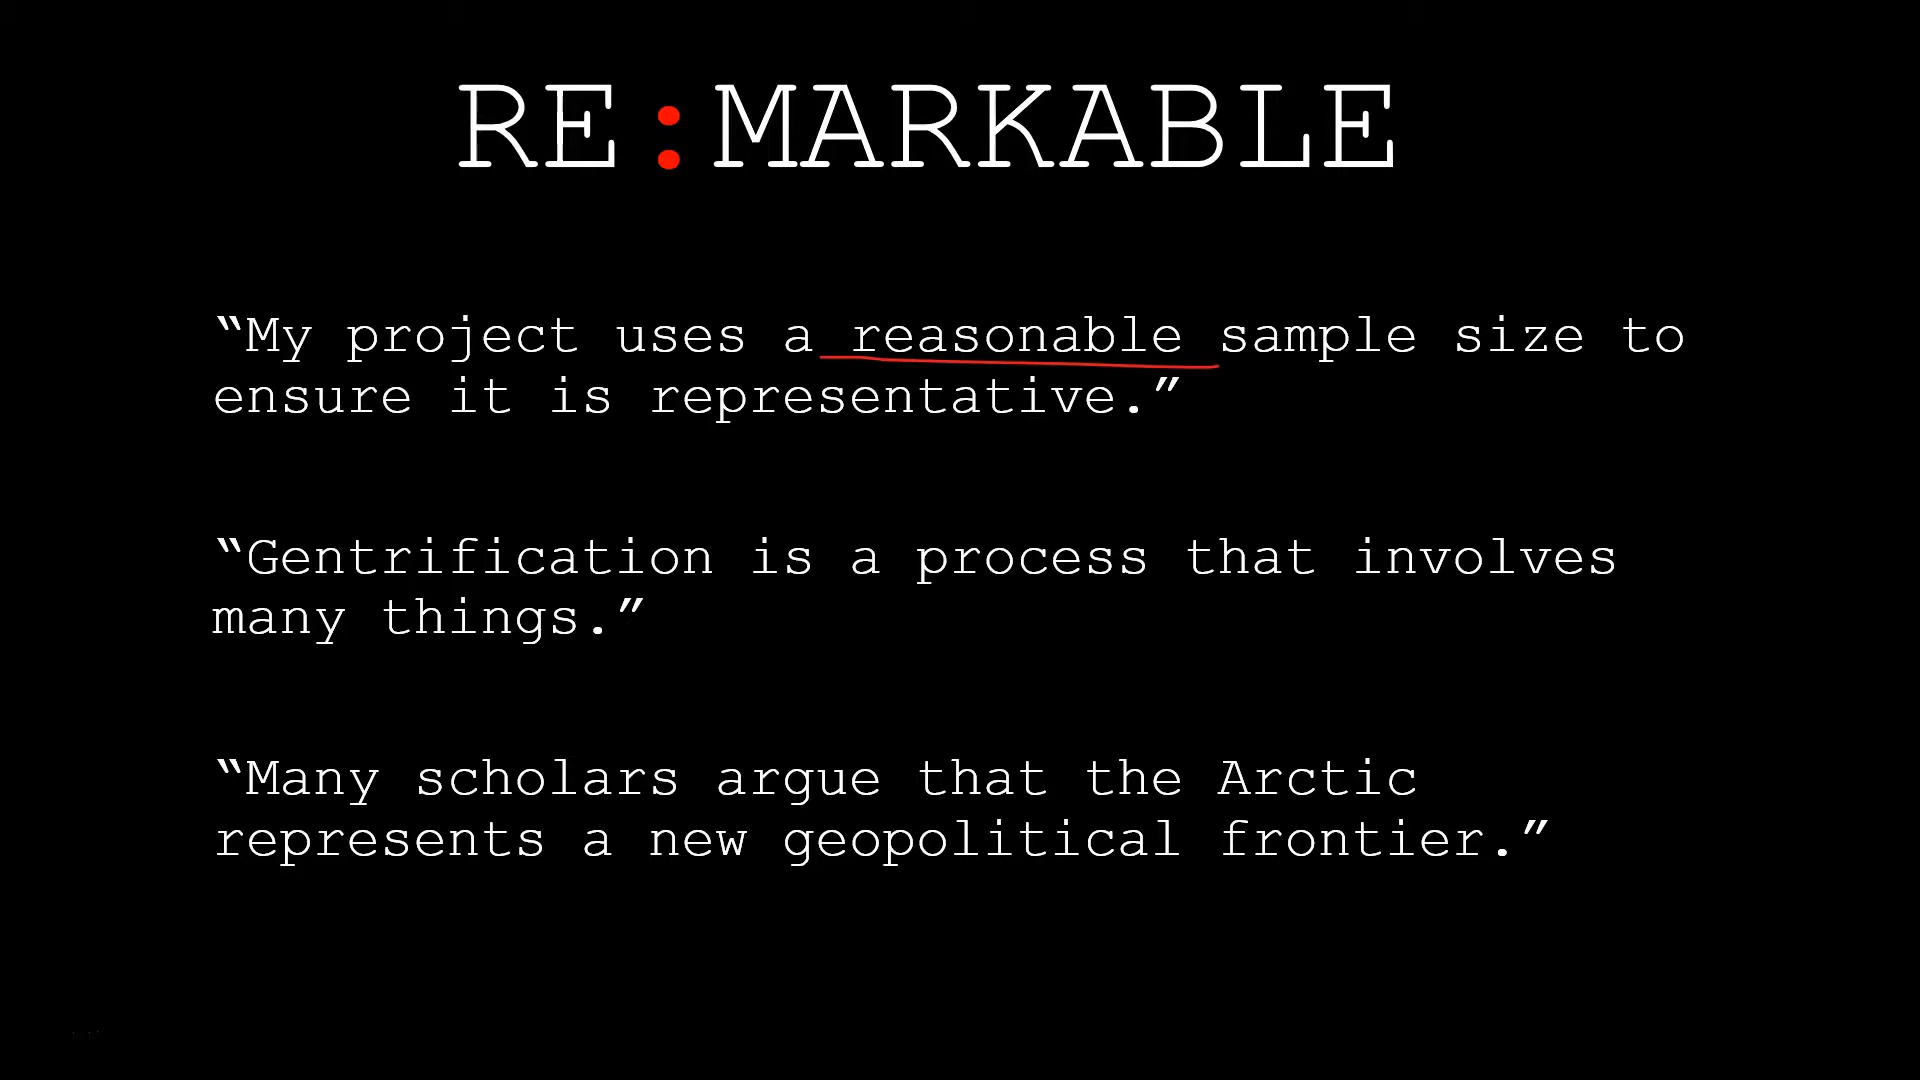 RE:MARKABLE
“My project uses a reasonable sample size to
ensure it is representative.”
“Gentrification is a process that involves
many things.”
“Many scholars argue that the Arctic
represents a new geopolitical frontier.”